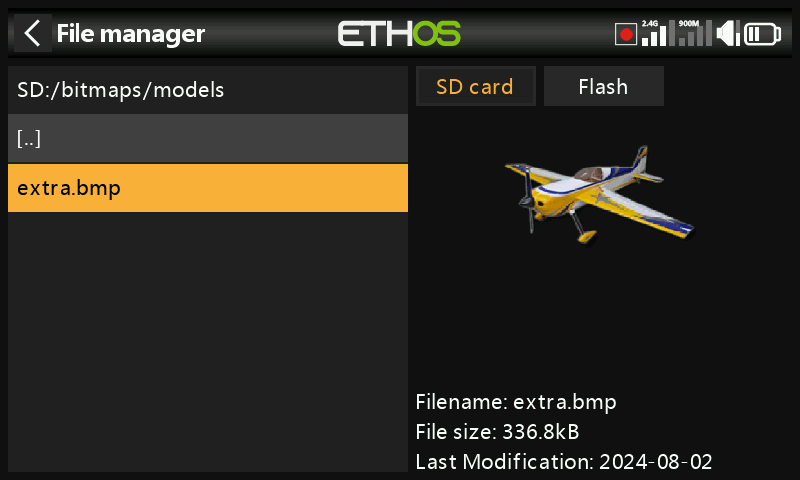 File manager
ETHOS
2.4G
900M
SD:/bitmaps/models
SD card
Flash
[..]
extra.bmp
Filename: extra.bmp
File size: 336.8kB
Last Modification: 2024-08-02